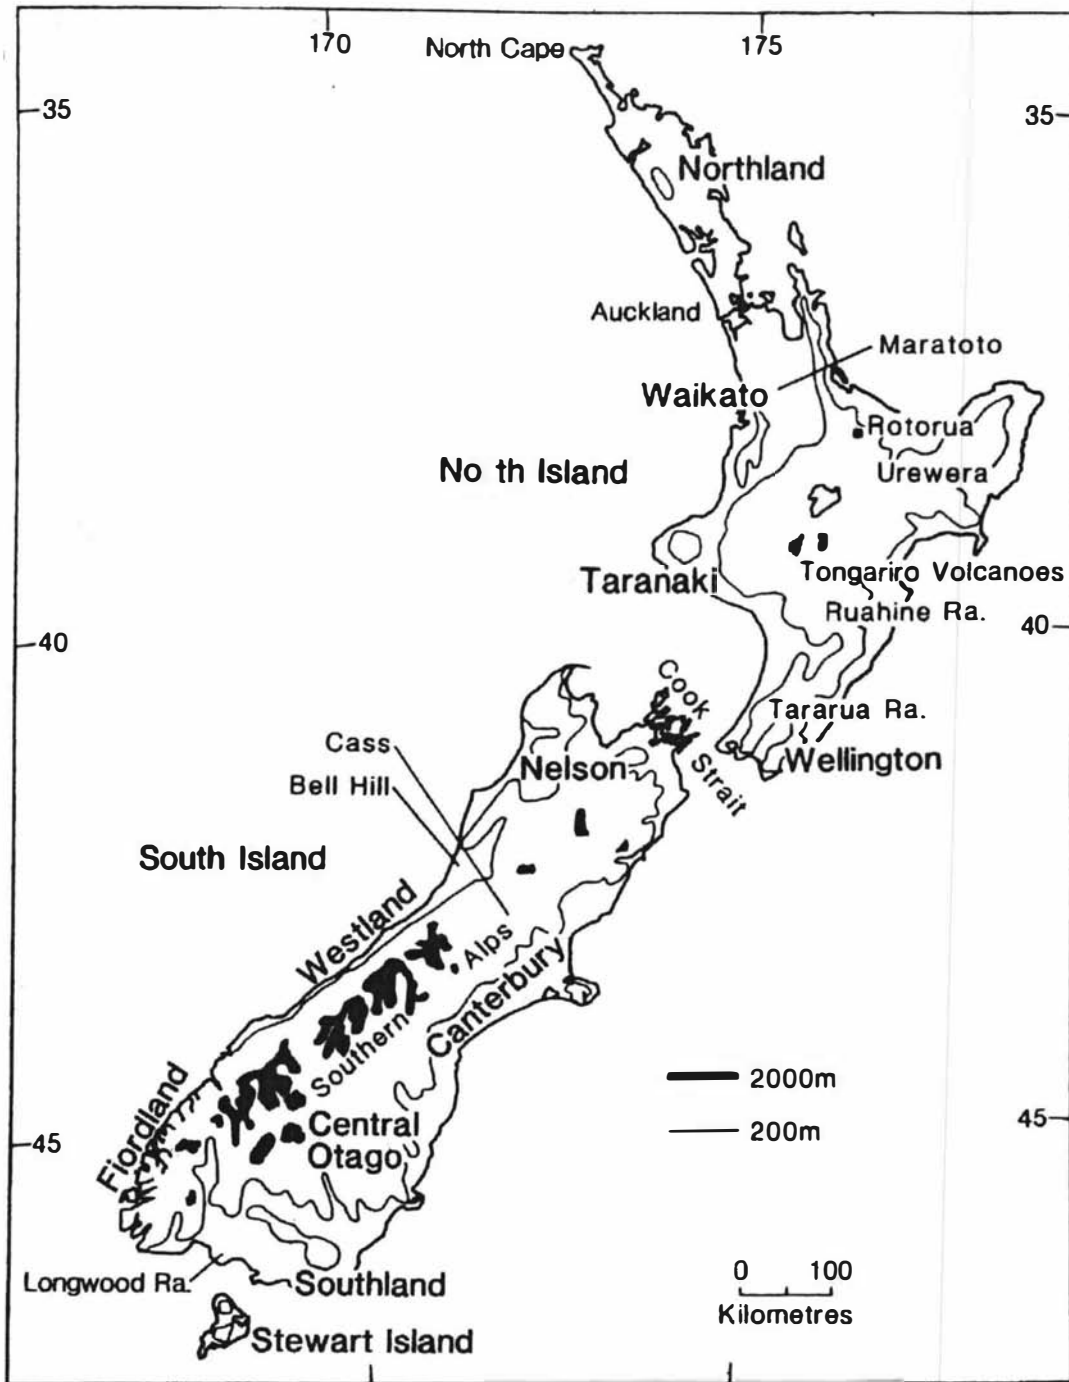 170
175
North Cape
35
35
Northland
Auckland
Maratoto
Waikato
Rotorua
No th Island
Urewera
Taranaki
Tongariro Volcanoes
Ruahine Ra.
40
40
Cook
Strait
Tararua Ra.
Wellington
Cass
Nelson
Bell Hill
South Island
Westland
Alps
Canterbury
Southern
2000m
Fiordland
200m
45
45
Central
Otago
Longwood Ra.
Southland
0 100
Kilometres
Stewart Island